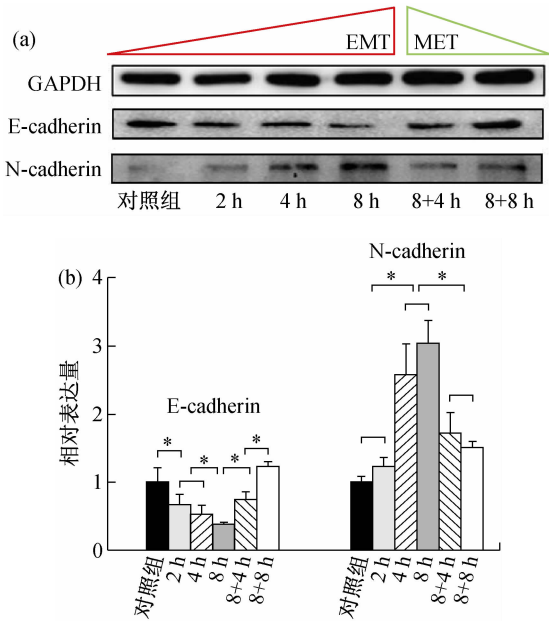 (a)
EMT MET
GAPDH
E-cadherin
N-cadherin
对照组 2 h 4 h 8 h 8+4 h 8+8 h
(b)
N-cadherin
4
* *
3
相对表达量
2
E-cadherin
* * * *
1
0
对照组 2 h 4 h 8 h 8+4 h 8+8 h 对照组 2 h 4 h 8 h 8+4 h 8+8 h